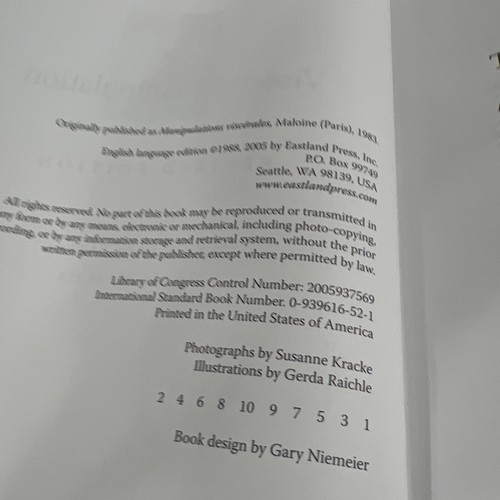 Originally published as Manipulations viscérales, Maloine (Paris), 1983.
English language edition ©1988, 2005 by Eastland Press, Inc.
P.O. Box 99749
Seattle, WA 98139, USA
www.eastlandpress.com
All rights reserved. No part of this book may be reproduced or transmitted in
any form or by any means, electronic or mechanical, including photo-copying,
or by any information storage and retrieval system, without the prior
written permission of the publisher, except where permitted by law.
Library of Congress Control Number: 2005937569
International Standard Book Number: 0-939616-52-1
Printed in the United States of America
Photographs by Susanne Kracke
Illustrations by Gerda Raichle
2 4 6 8 10 9 7 5 3 1
Book design by Gary Niemeier